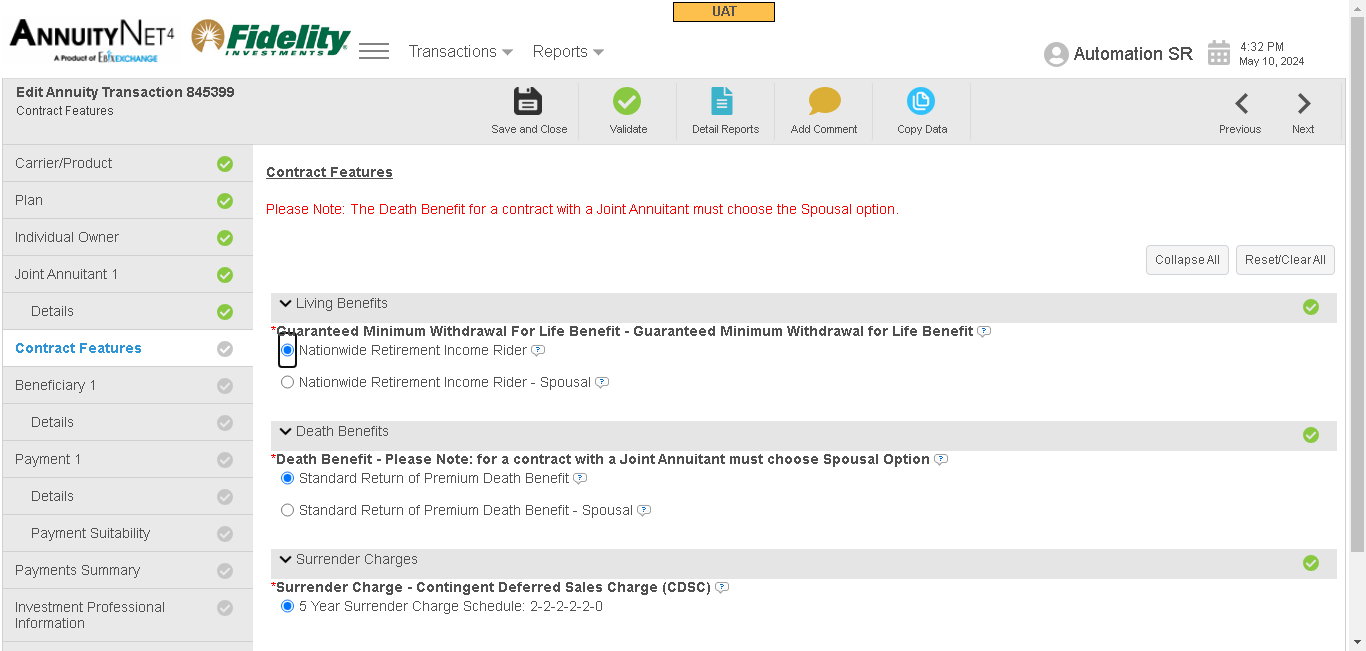 UAT
ANNUITYNET4
A Product of EbixEXCHANGE
Fidelity
INVESTMENTS
Transactions
Reports
Automation SR
4:32 PM
May 10, 2024
Edit Annuity Transaction 845399
Contract Features
Save and Close
Validate
Detail Reports
Add Comment
Copy Data
Previous
Next
Carrier/Product
Plan
Individual Owner
Joint Annuitant 1
Details
Contract Features
Beneficiary 1
Details
Payment 1
Details
Payment Suitability
Payments Summary
Investment Professional
Information
Contract Features
Please Note: The Death Benefit for a contract with a Joint Annuitant must choose the Spousal option.
Collapse All
Reset/Clear All
Living Benefits
*Guaranteed Minimum Withdrawal For Life Benefit - Guaranteed Minimum Withdrawal for Life Benefit
Nationwide Retirement Income Rider
Nationwide Retirement Income Rider - Spousal
Death Benefits
*Death Benefit - Please Note: for a contract with a Joint Annuitant must choose Spousal Option
Standard Return of Premium Death Benefit
Standard Return of Premium Death Benefit - Spousal
Surrender Charges
*Surrender Charge - Contingent Deferred Sales Charge (CDSC)
5 Year Surrender Charge Schedule: 2-2-2-2-2-0